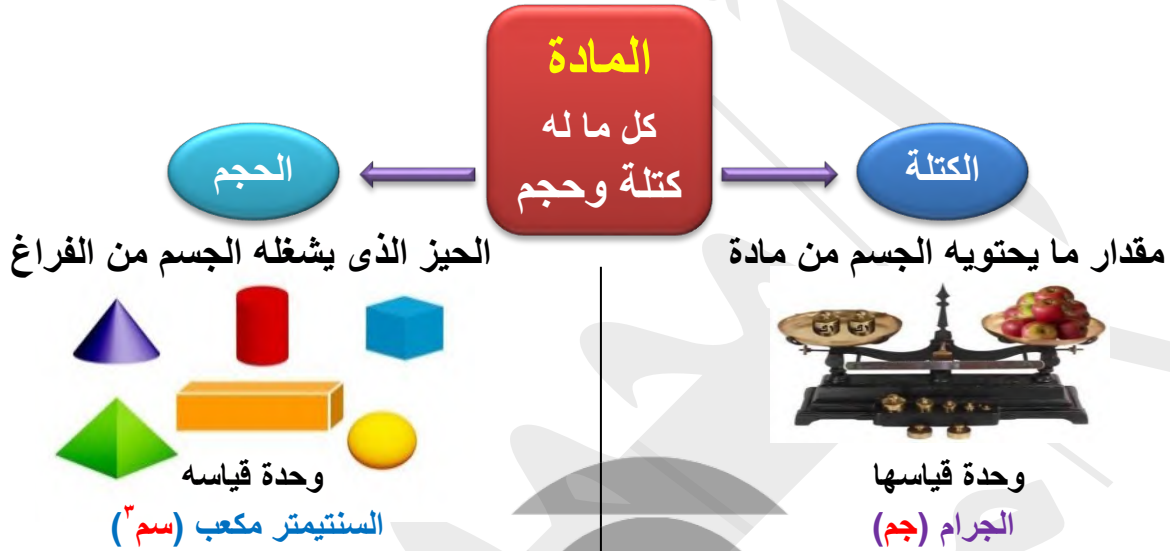 المادة
كل ما له
كتلة وحجم
الكتلة
مقدار ما يحتويه الجسم من مادة
وحدة قياسها
الجرام (جم)
الحجم
الحيز الذى يشغله الجسم من الفراغ
وحدة قياسه
السنتيمتر مكعب (سم٣)